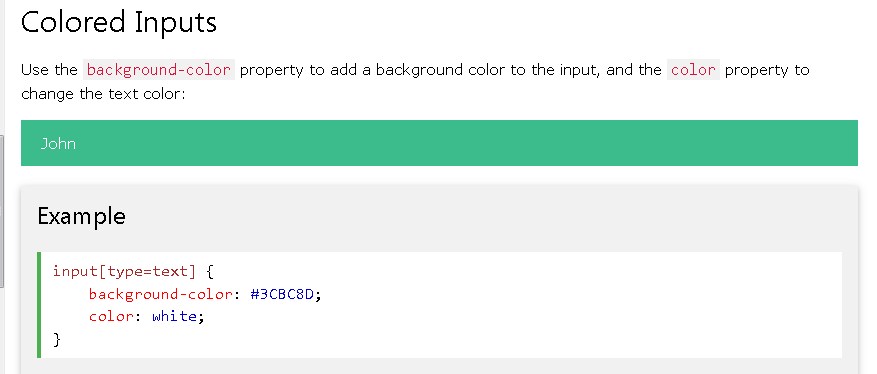 Colored Inputs
Use the background-color property to add a background color to the input, and the color property to
change the text color:
John
Example
input[type=text] {
    background-color: #3CBC8D;
    color: white;
}